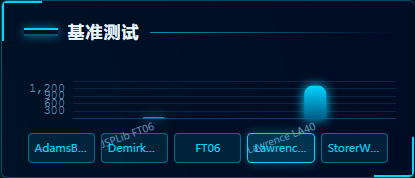 基准测试
1,200
900
600
300
JSPLib FT06
Lawrence LA40
AdamsB...
Demirk...
FT06
Lawrenc...
StorerW...